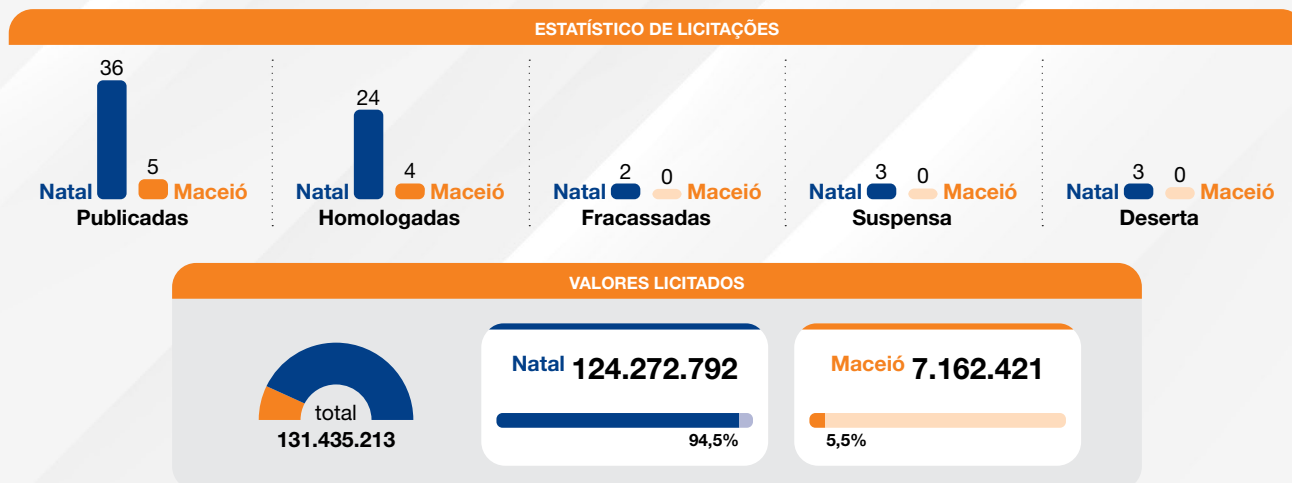 ESTATÍSTICO DE LICITAÇÕES
36
5
Natal Maceió
Publicadas
24
4
Natal Maceió
Homologadas
2
0
Natal Maceió
Fracassadas
3
0
Natal Maceió
Suspensa
3
0
Natal Maceió
Deserta
VALORES LICITADOS
total
131.435.213
Natal 124.272.792
94,5%
Maceió 7.162.421
5,5%